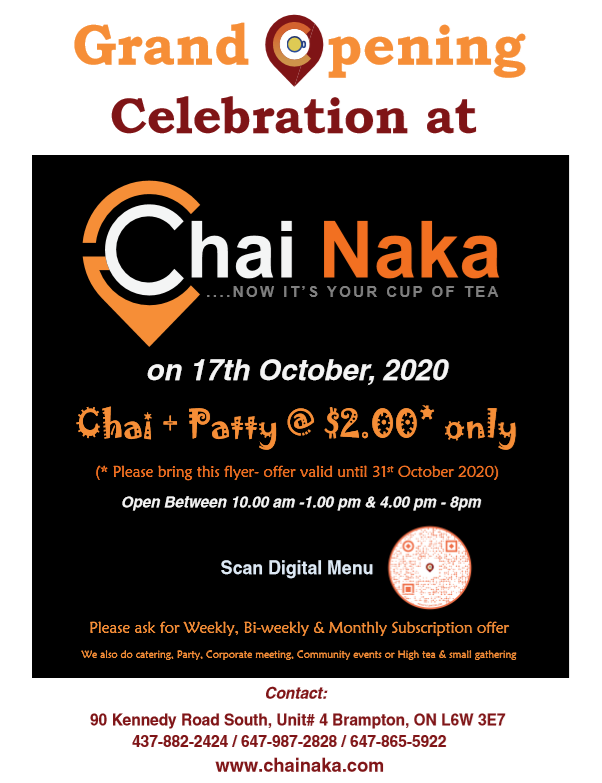 Grand Opening
Celebration at
Chai Naka
....NOW IT'S YOUR CUP OF TEA
on 17th October, 2020
Chai + Patty @ $2.00* only
(* Please bring this flyer- offer valid until 31st October 2020)
Open Between 10.00 am -1.00 pm & 4.00 pm - 8pm
Scan Digital Menu
Please ask for Weekly, Bi-weekly & Monthly Subscription offer
We also do catering, Party, Corporate meeting, Community events or High tea & small gathering
Contact:
90 Kennedy Road South, Unit# 4 Brampton, ON L6W 3E7
437-882-2424 / 647-987-2828 / 647-865-5922
www.chainaka.com